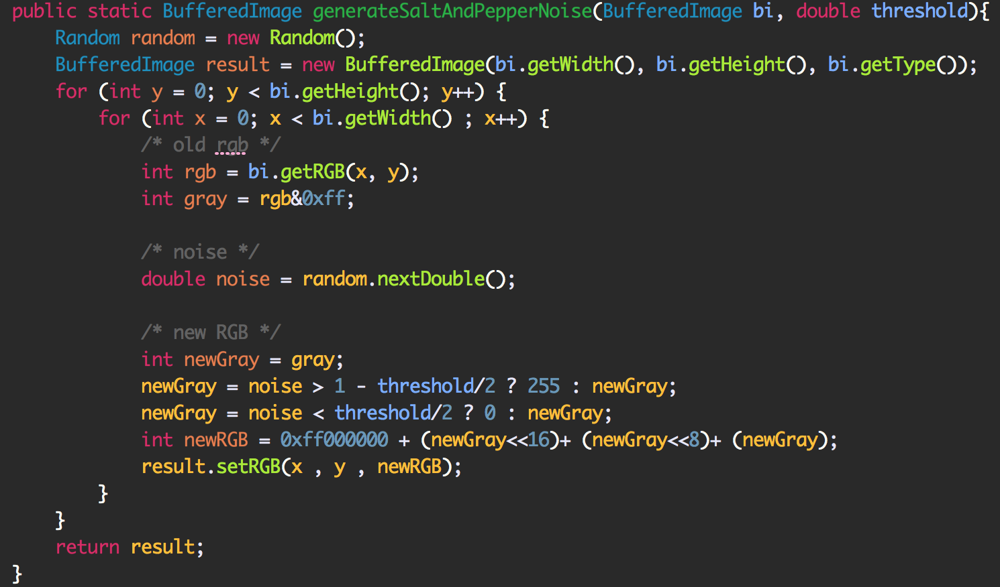 public static BufferedImage generateSaltAndPepperNoise(BufferedImage bi, double threshold){
    Random random = new Random();
    BufferedImage result = new BufferedImage(bi.getWidth(), bi.getHeight(), bi.getType());
    for (int y = 0; y < bi.getHeight(); y++) {
        for (int x = 0; x < bi.getWidth() ; x++) {
            /* old rgb */
            int rgb = bi.getRGB(x, y);
            int gray = rgb&0xff;

            /* noise */
            double noise = random.nextDouble();

            /* new RGB */
            int newGray = gray;
            newGray = noise > 1 - threshold/2 ? 255 : newGray;
            newGray = noise < threshold/2 ? 0 : newGray;
            int newRGB = 0xff000000 + (newGray<<16)+ (newGray<<8)+ (newGray);
            result.setRGB(x , y , newRGB);
        }
    }
    return result;
}